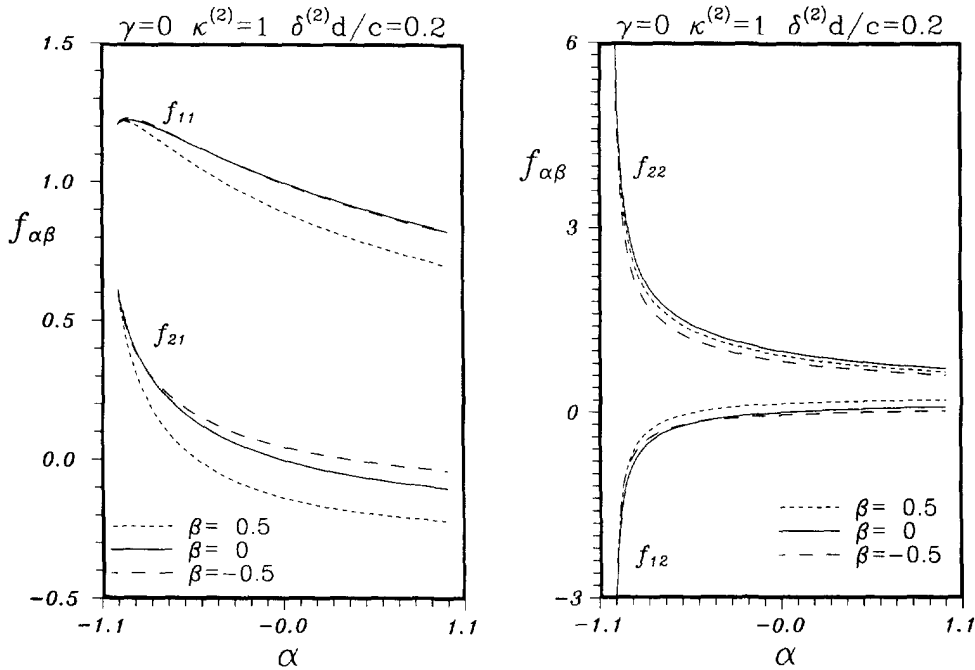 γ=0 κ(2)=1 δ(2)d/c=0.2
1.5
1.0
0.5
0.0
-0.5
fαβ
f11
f21
β= 0.5
β= 0
β=-0.5
-1.1
-0.0
1.1
α
γ=0 κ(2)=1 δ(2)d/c=0.2
6
3
0
-3
fαβ
f22
f12
β= 0.5
β= 0
β=-0.5
-1.1
-0.0
1.1
α